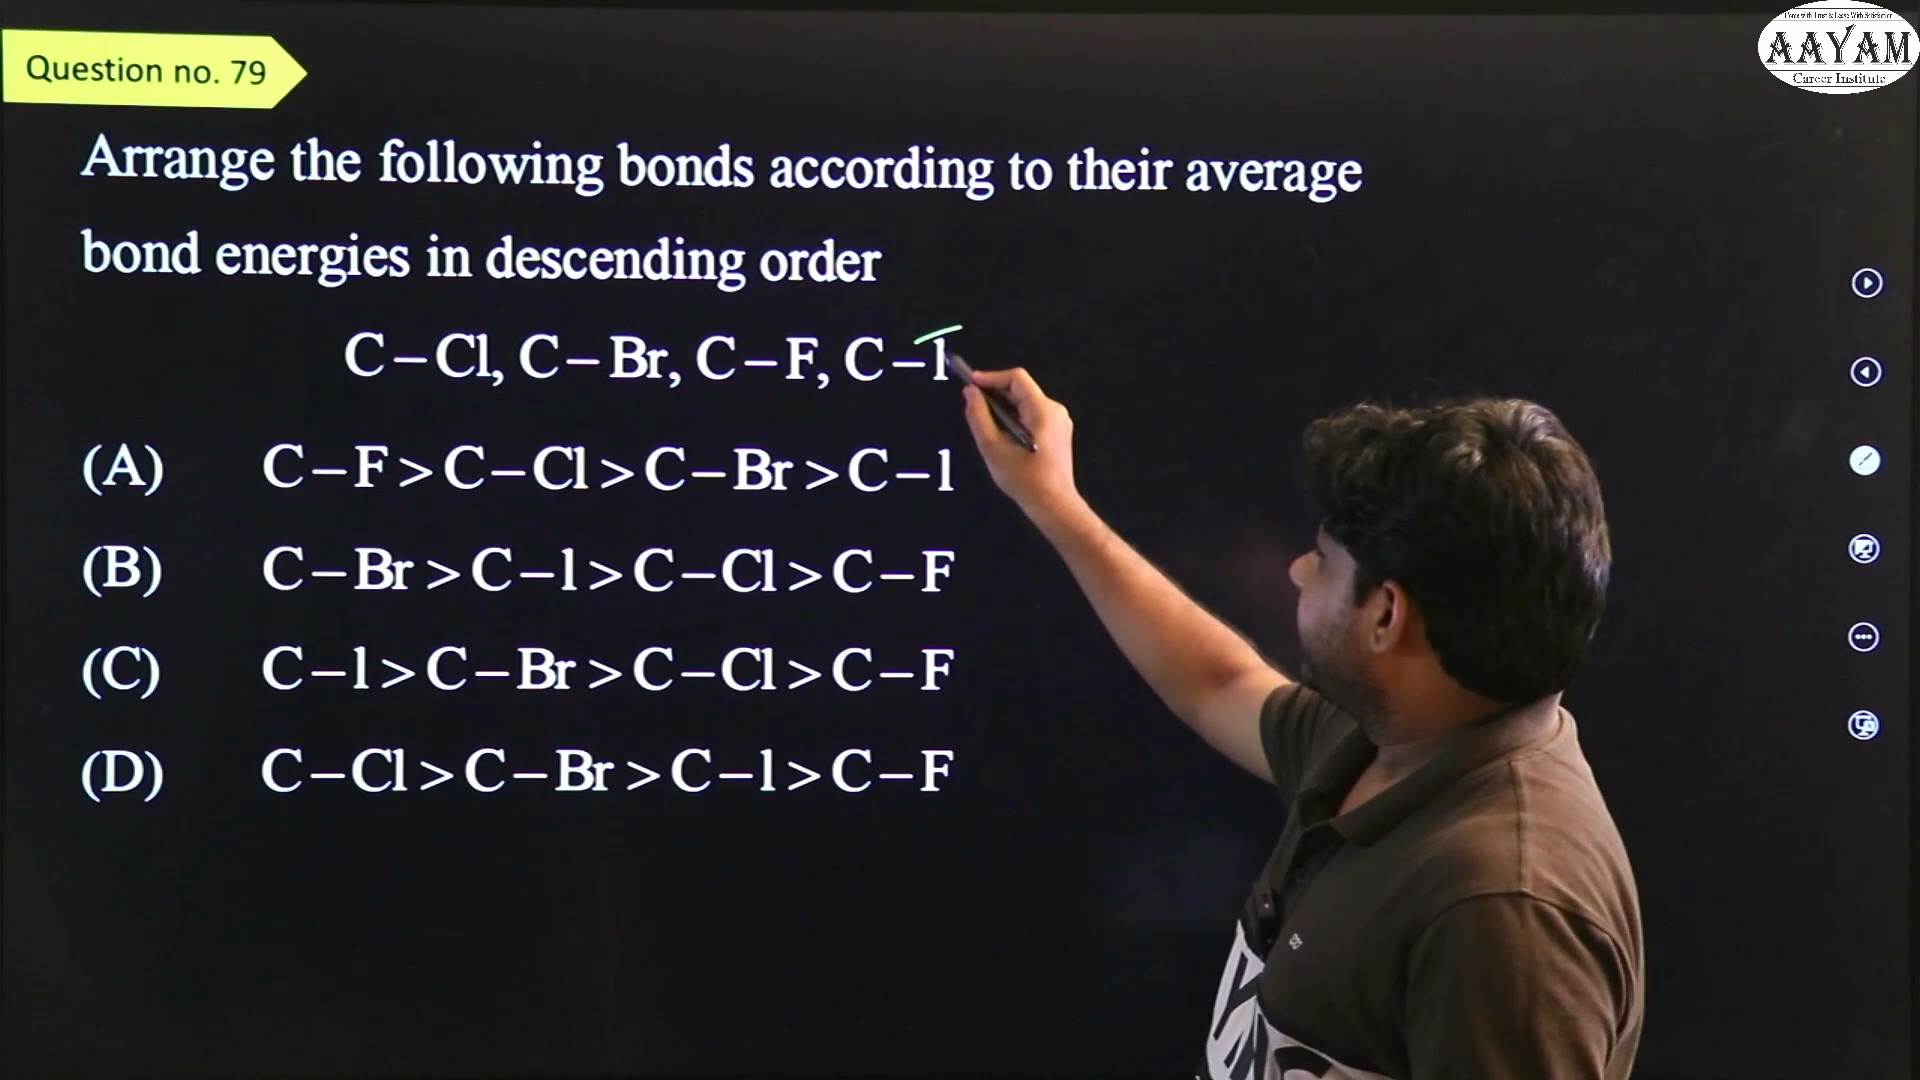 Question no. 79
AAYAM
Career Institute
Arrange the following bonds according to their average
bond energies in descending order
C–Cl, C–Br, C–F, C–l
(A) C–F>C–Cl>C–Br>C–l
(B) C–Br>C–l>C–Cl>C–F
(C) C–l>C–Br>C–Cl>C–F
(D) C–Cl>C–Br>C–l>C–F